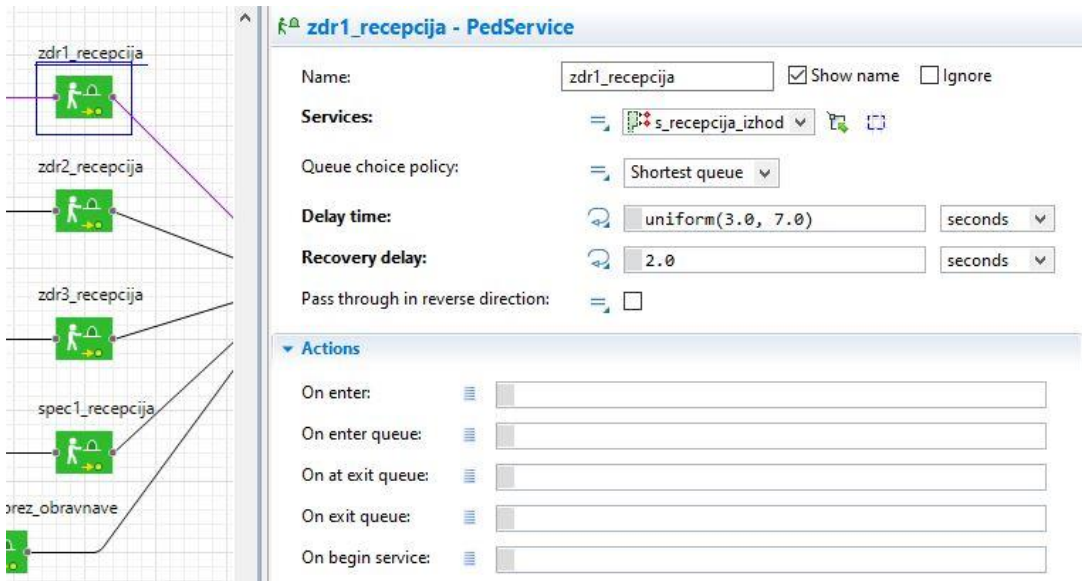 zdr1_recepcija
zdr2_recepcija
zdr3_recepcija
spec1_recepcija
brez_obravnave
zdr1_recepcija - PedService
Name: zdr1_recepcija Show name Ignore
Services: s_recepcija_izhod
Queue choice policy: Shortest queue
Delay time: uniform(3.0, 7.0) seconds
Recovery delay: 2.0 seconds
Pass through in reverse direction:
Actions
On enter:
On enter queue:
On at exit queue:
On exit queue:
On begin service: